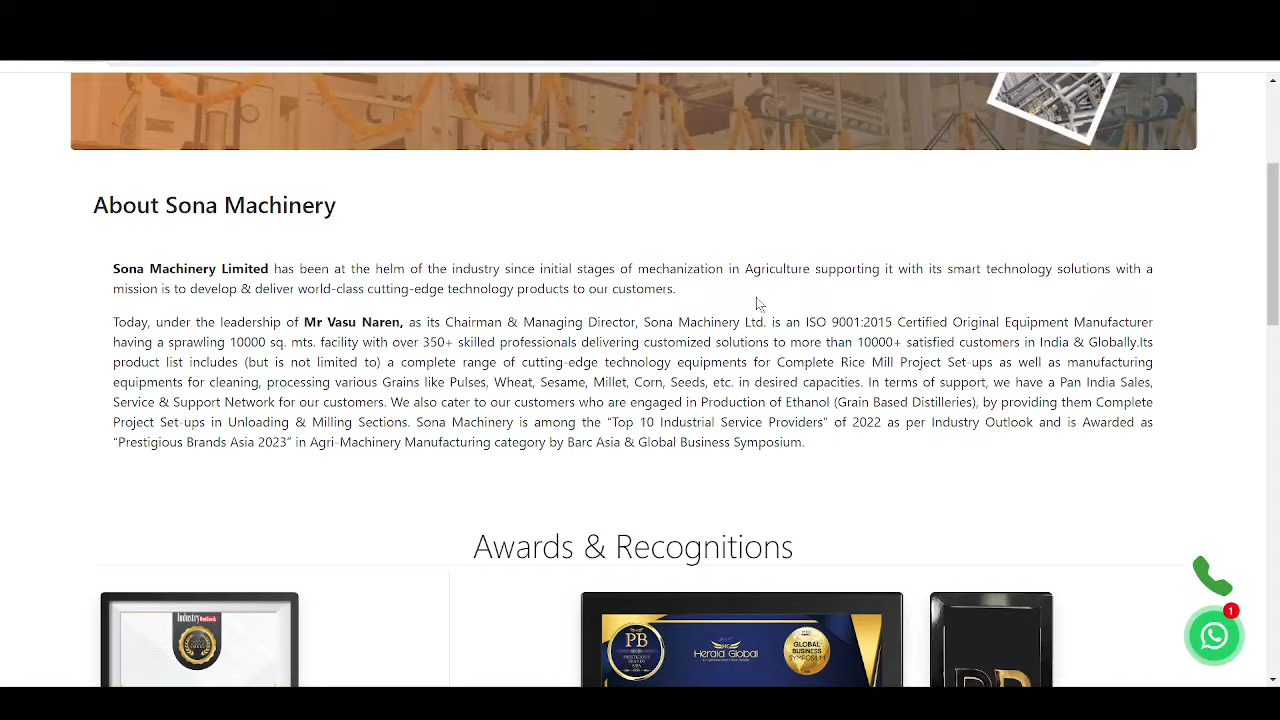 About Sona Machinery
Sona Machinery Limited has been at the helm of the industry since initial stages of mechanization in Agriculture supporting it with its smart technology solutions with a
mission is to develop & deliver world-class cutting-edge technology products to our customers.
Today, under the leadership of Mr Vasu Naren, as its Chairman & Managing Director, Sona Machinery Ltd. is an ISO 9001:2015 Certified Original Equipment Manufacturer
having a sprawling 10000 sq. mts. facility with over 350+ skilled professionals delivering customized solutions to more than 10000+ satisfied customers in India & Globally.Its
product list includes (but is not limited to) a complete range of cutting-edge technology equipments for Complete Rice Mill Project Set-ups as well as manufacturing
equipments for cleaning, processing various Grains like Pulses, Wheat, Sesame, Millet, Corn, Seeds, etc. in desired capacities. In terms of support, we have a Pan India Sales,
Service & Support Network for our customers. We also cater to our customers who are engaged in Production of Ethanol (Grain Based Distilleries), by providing them Complete
Project Set-ups in Unloading & Milling Sections. Sona Machinery is among the “Top 10 Industrial Service Providers” of 2022 as per Industry Outlook and is Awarded as
“Prestigious Brands Asia 2023” in Agri-Machinery Manufacturing category by Barc Asia & Global Business Symposium.
Awards & Recognitions
1
Industry Outlook
PB
Herald Global
GLOBAL
BUSINESS
SYMPOSIUM